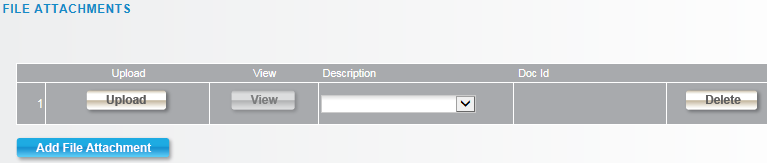 FILE ATTACHMENTS
Upload View Description Doc Id
1 Upload View Delete
Add File Attachment